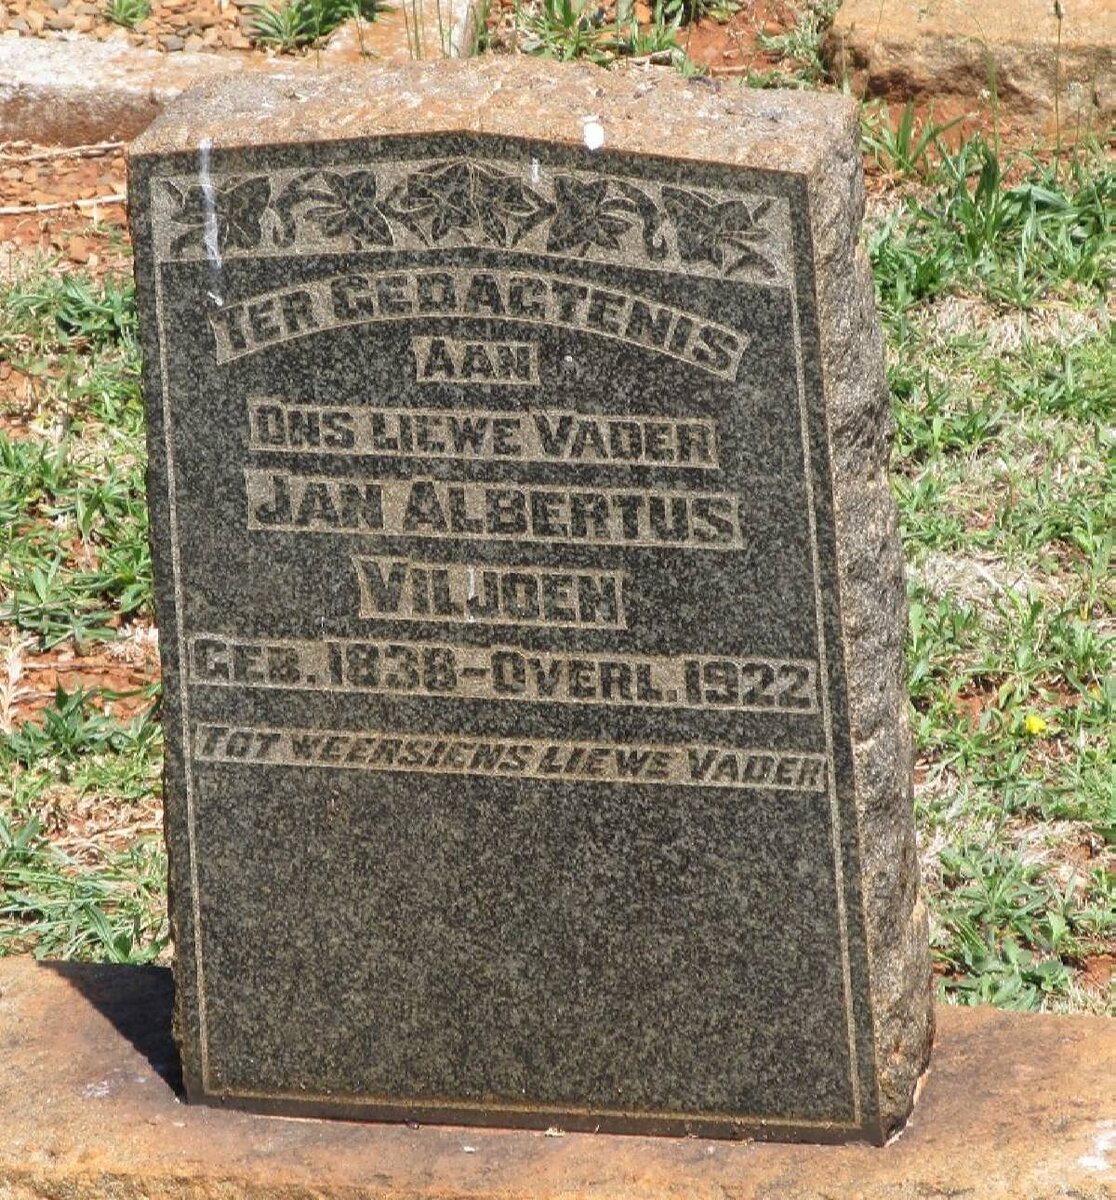 TER GEDACTENIS
AAN
ONS LIEWE VADER
JAN ALBERTUS
VILJOEN
GEB. 1838-OVERL. 1922
TOT WEERSIENS LIEWE VADER